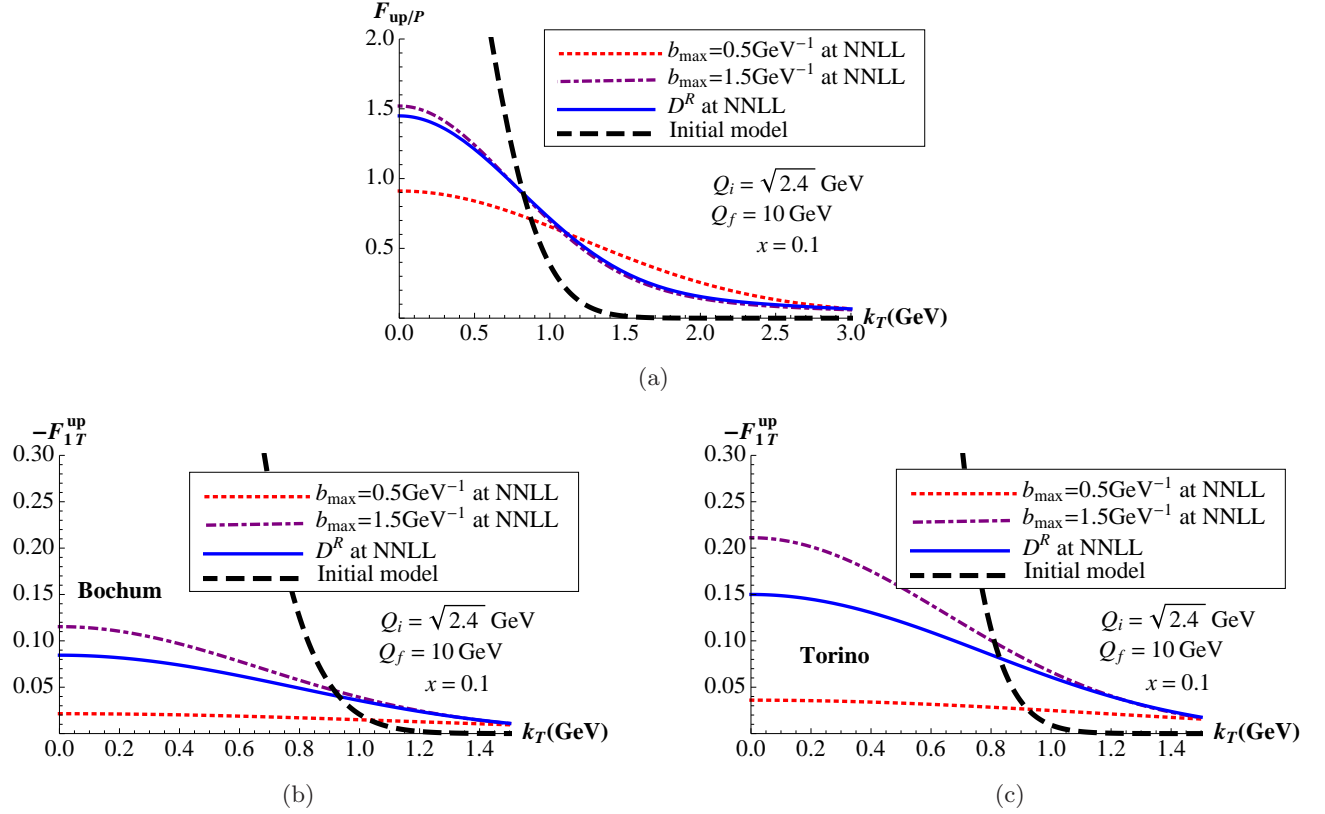 F_up/P
2.0
1.5
1.0
0.5
0.0 0.5 1.0 1.5 2.0 2.5 3.0
k_T(GeV)
b_max=0.5GeV⁻¹ at NNLL
b_max=1.5GeV⁻¹ at NNLL
D^R at NNLL
Initial model
Q_i = √2.4 GeV
Q_f = 10 GeV
x = 0.1
(a)
−F_1T^up
0.30
0.25
0.20
0.15
0.10
0.05
0.0 0.2 0.4 0.6 0.8 1.0 1.2 1.4
k_T(GeV)
b_max=0.5GeV⁻¹ at NNLL
b_max=1.5GeV⁻¹ at NNLL
D^R at NNLL
Initial model
Bochum
Q_i = √2.4 GeV
Q_f = 10 GeV
x = 0.1
(b)
−F_1T^up
0.30
0.25
0.20
0.15
0.10
0.05
0.0 0.2 0.4 0.6 0.8 1.0 1.2 1.4
k_T(GeV)
b_max=0.5GeV⁻¹ at NNLL
b_max=1.5GeV⁻¹ at NNLL
D^R at NNLL
Initial model
Q_i = √2.4 GeV
Q_f = 10 GeV
Torino
x = 0.1
(c)